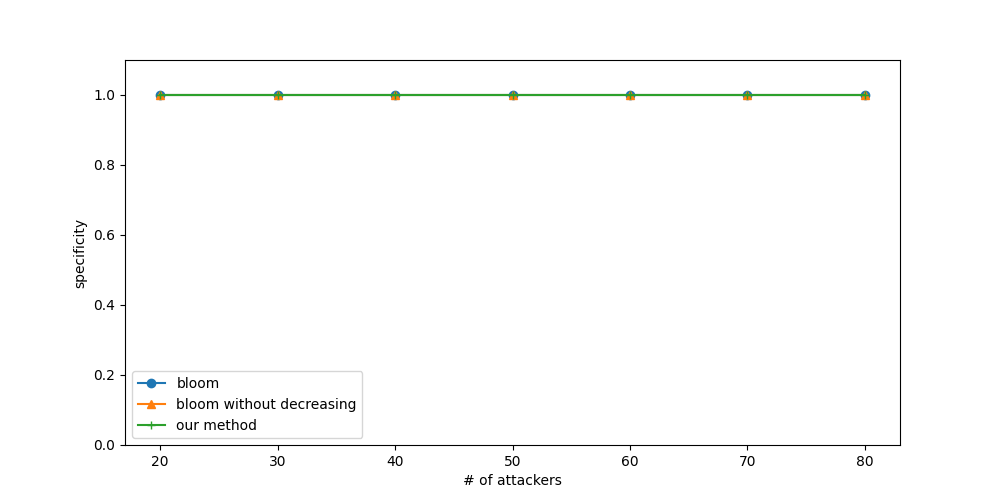 1.0
0.8
0.6
0.4
0.2
0.0
specificity
bloom
bloom without decreasing
our method
20 30 40 50 60 70 80
# of attackers